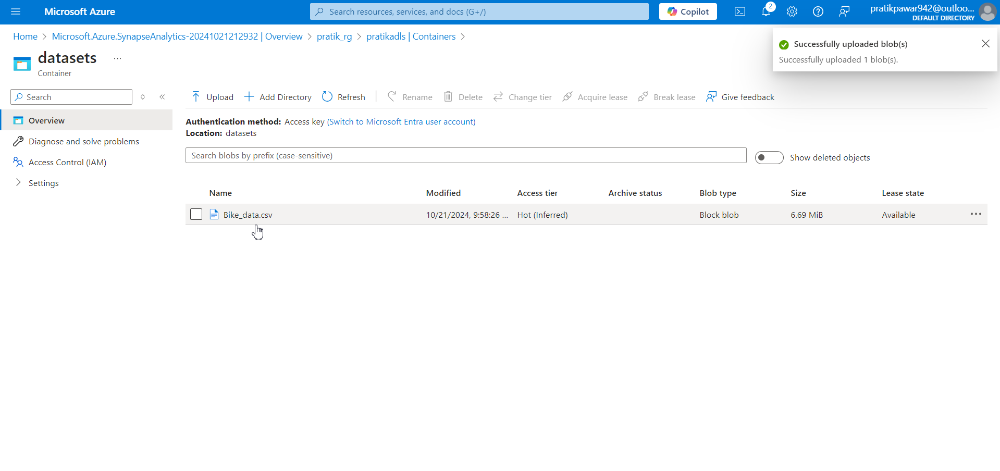 Microsoft Azure
Search resources, services, and docs (G+/)
Copilot
2
pratikpawar942@outloo...
DEFAULT DIRECTORY
Home > Microsoft.Azure.SynapseAnalytics-20241021212932 | Overview > pratik_rg > pratikadls | Containers >
Successfully uploaded blob(s)
Successfully uploaded 1 blob(s).
datasets ...
Container
Search
Upload
Add Directory
Refresh
Rename
Delete
Change tier
Acquire lease
Break lease
Give feedback
Overview
Diagnose and solve problems
Access Control (IAM)
Settings
Authentication method: Access key (Switch to Microsoft Entra user account)
Location: datasets
Search blobs by prefix (case-sensitive)
Show deleted objects
Name Modified Access tier Archive status Blob type Size Lease state
Bike_data.csv 10/21/2024, 9:58:26 ... Hot (Inferred) Block blob 6.69 MiB Available ...